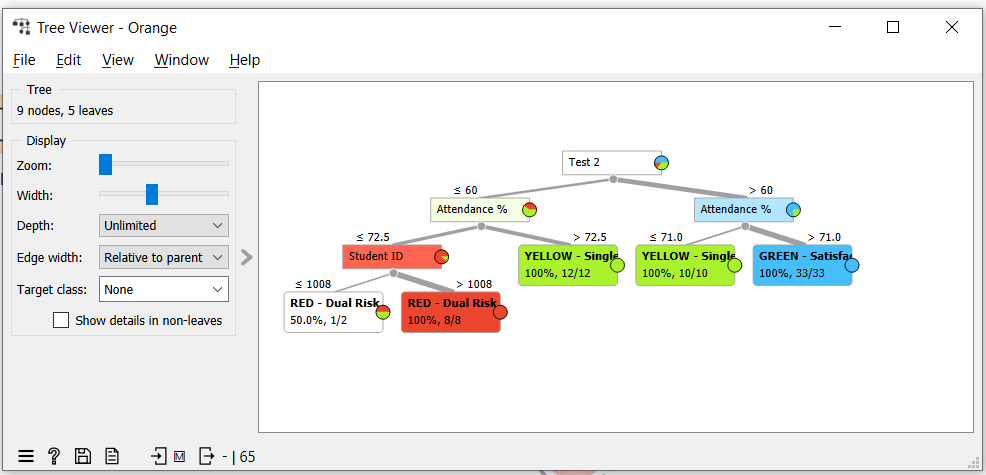 Tree Viewer - Orange
File Edit View Window Help
Tree
9 nodes, 5 leaves
Display
Zoom:
Width:
Depth: Unlimited
Edge width: Relative to parent
Target class: None
Show details in non-leaves
Test 2
≤ 60 > 60
Attendance % Attendance %
≤ 72.5 > 72.5 ≤ 71.0 > 71.0
Student ID
YELLOW - Single
100%, 12/12
YELLOW - Single
100%, 10/10
GREEN - Satisfa
100%, 33/33
≤ 1008 > 1008
RED - Dual Risk
50.0%, 1/2
RED - Dual Risk
100%, 8/8
? M - | 65